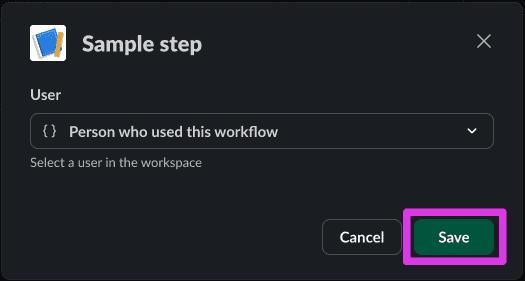 Sample step
User
{ } Person who used this workflow
Select a user in the workspace
Cancel
Save